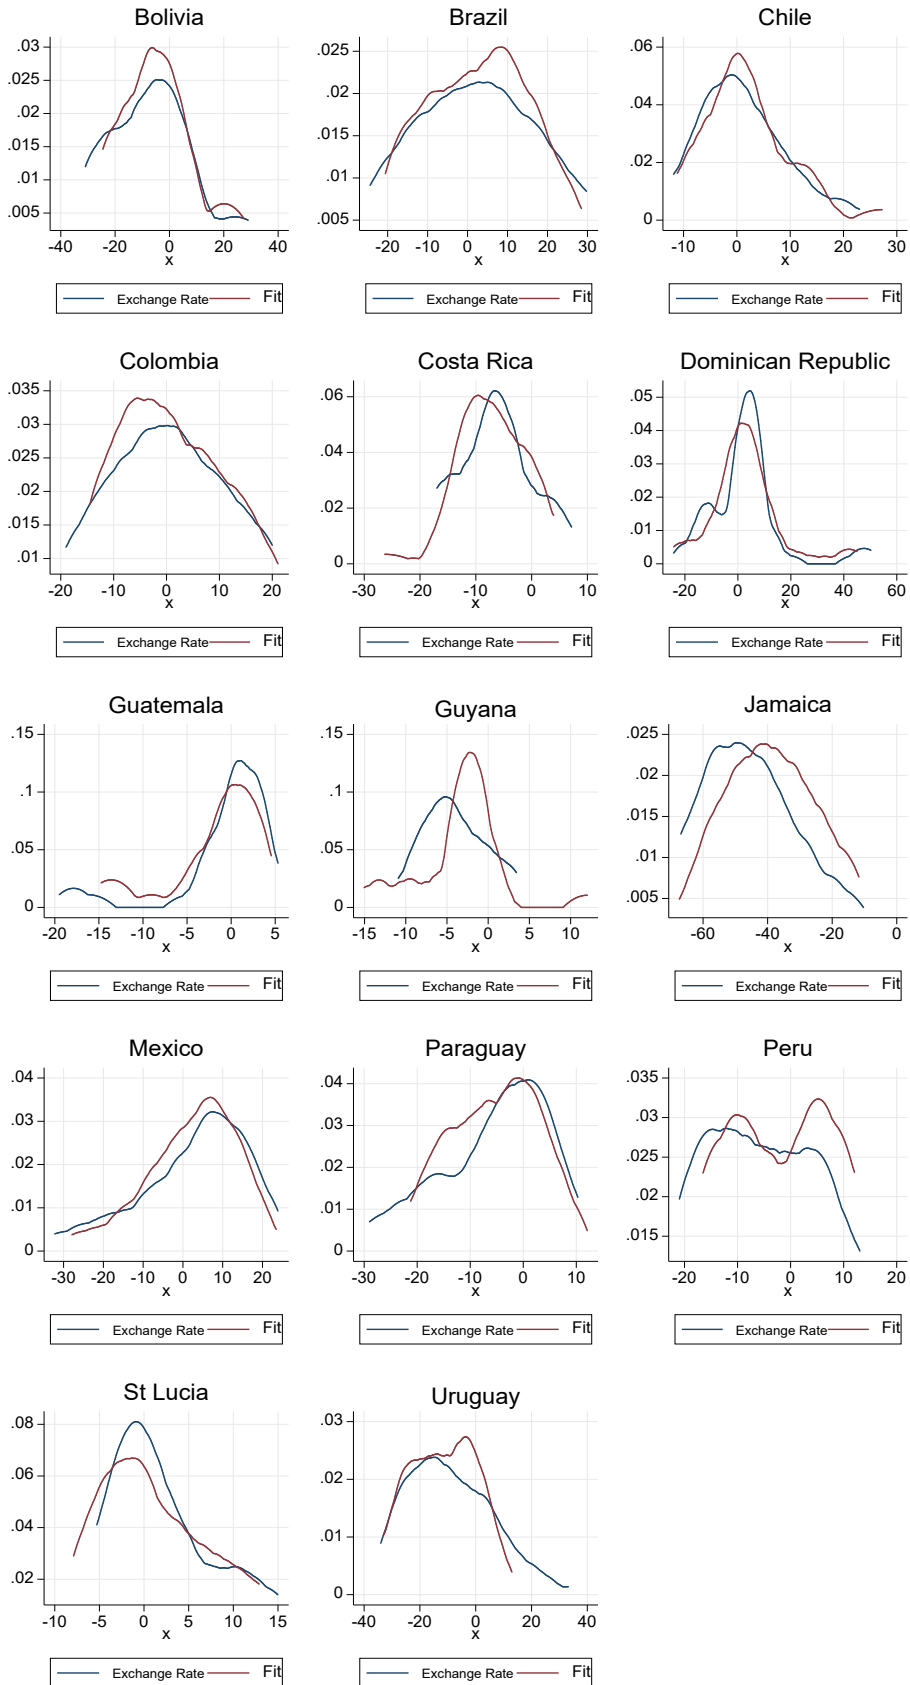 Bolivia Brazil Chile
.03 .025 .02 .015 .01 .005
-40 -20 0 20 40
x
Exchange Rate Fit
.025 .02 .015 .01 .005
-20 -10 0 10 20 30
x
Exchange Rate Fit
.06 .04 .02 0
-10 0 10 20 30
x
Exchange Rate Fit
Colombia Costa Rica Dominican Republic
.035 .03 .025 .02 .015 .01
-20 -10 0 10 20
x
Exchange Rate Fit
.06 .04 .02 0
-30 -20 -10 0 10
x
Exchange Rate Fit
.05 .04 .03 .02 .01 0
-20 0 20 40 60
x
Exchange Rate Fit
Guatemala Guyana Jamaica
.15 .1 .05 0
-20 -15 -10 -5 0 5
x
Exchange Rate Fit
.15 .1 .05 0
-15 -10 -5 0 5 10
x
Exchange Rate Fit
.025 .02 .015 .01 .005
-60 -40 -20 0
x
Exchange Rate Fit
Mexico Paraguay Peru
.04 .03 .02 .01 0
-30 -20 -10 0 10 20
x
Exchange Rate Fit
.04 .03 .02 .01 0
-30 -20 -10 0 10
x
Exchange Rate Fit
.035 .03 .025 .02 .015
-20 -10 0 10 20
x
Exchange Rate Fit
St Lucia Uruguay
.08 .06 .04 .02
-10 -5 0 5 10 15
x
Exchange Rate Fit
.03 .02 .01 0
-40 -20 0 20 40
x
Exchange Rate Fit